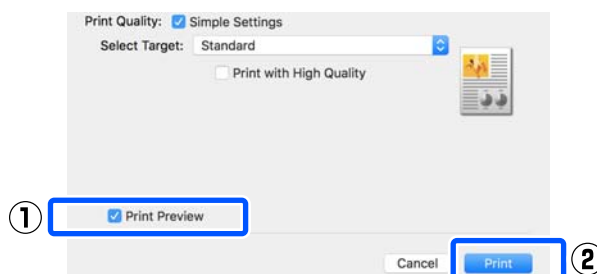 Print Quality: Simple Settings
Select Target: Standard
Print with High Quality
① Print Preview
Cancel Print ②